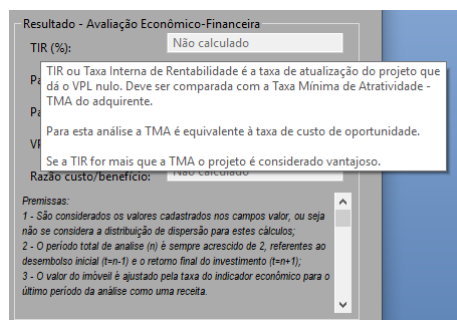 Resultado - Avaliação Econômico-Financeira
TIR (%):
Não calculado
TIR ou Taxa Interna de Rentabilidade é a taxa de atualização do projeto que
dá o VPL nulo. Deve ser comparada com a Taxa Mínima de Atratividade -
TMA do adquirente.
Para esta análise a TMA é equivalente à taxa de custo de oportunidade.
Se a TIR for mais que a TMA o projeto é considerado vantajoso.
Razão custo/benefício:
Não calculado
Premissas:
1 - São considerados os valores cadastrados nos campos valor, ou seja
não se considera a distribuição de dispersão para estes cálculos;
2 - O período total de analise (n) è sempre acrescido de 2, referentes ao
desembolso inicial (t=n-1) e o retorno final do investimento (t=n+1);
3 - O valor do imóvel è ajustado pela taxa do indicador econômico para o
último período da anàlise como uma receita.